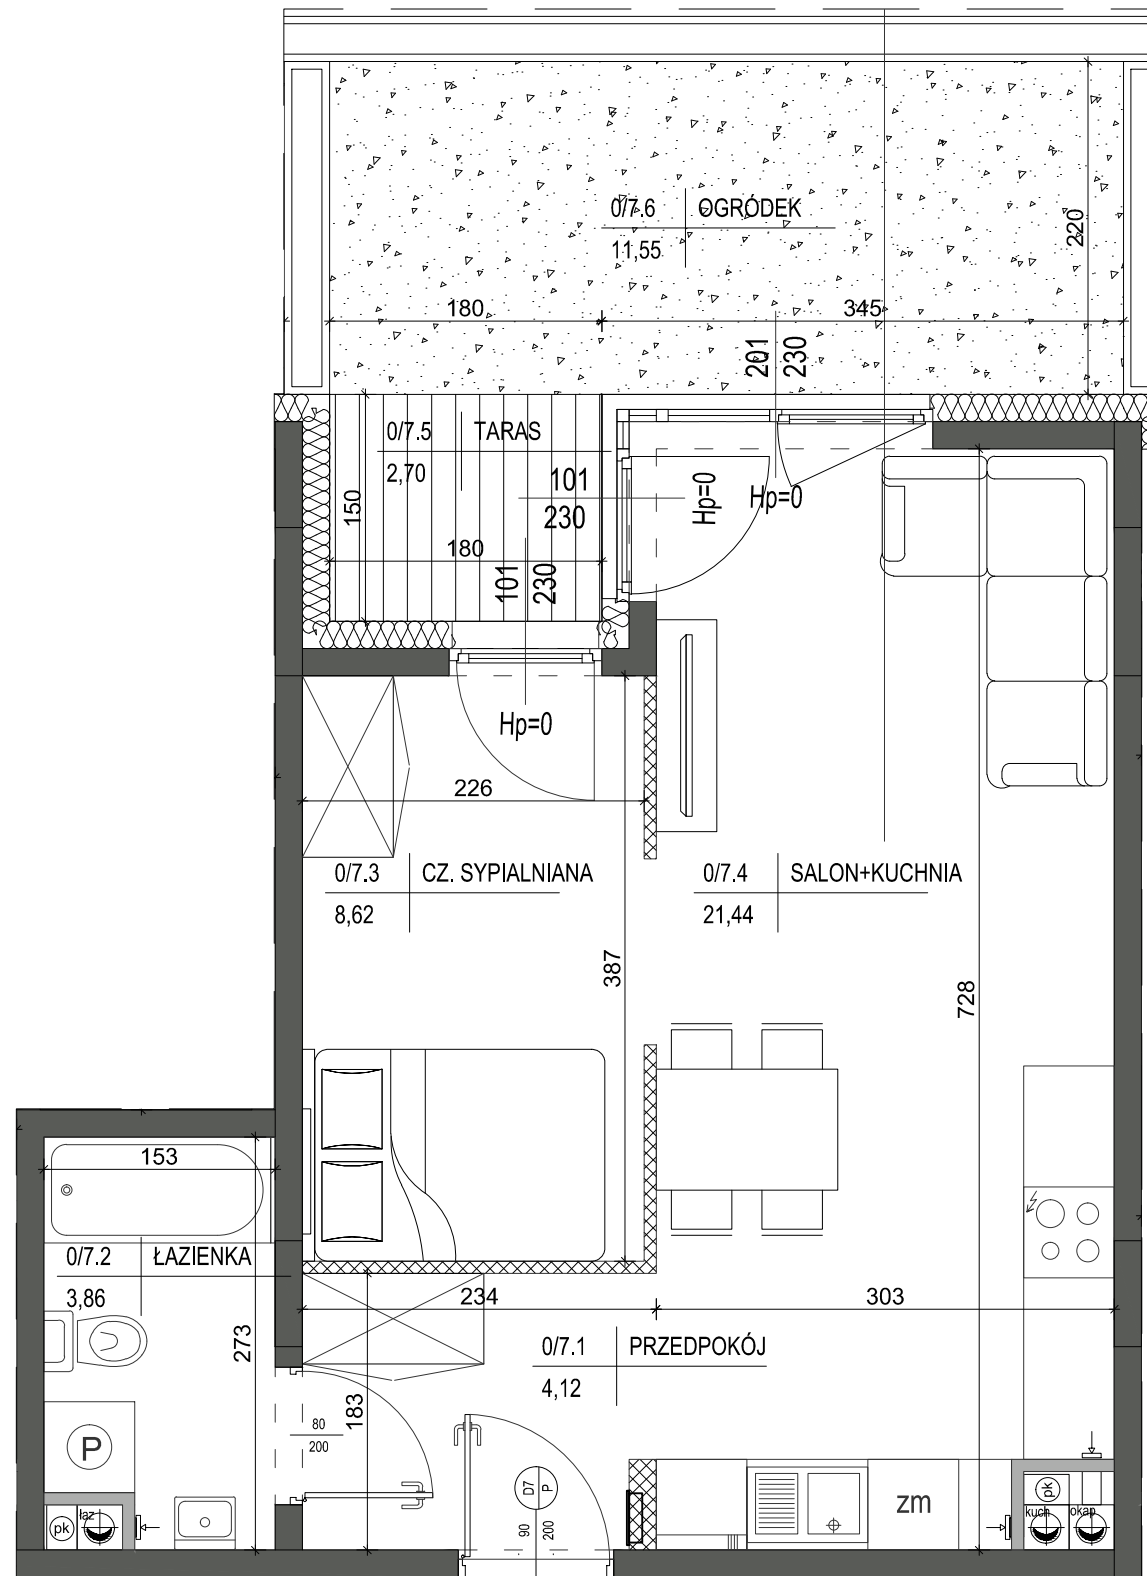 0/7.6 OGRÓDEK
11,55
220
180
345
201
230
0/7.5 TARAS
2,70
150
101
230
180
101
230
Hp=0
Hp=0
Hp=0
226
0/7.3 CZ. SYPIALNIANA
8,62
0/7.4 SALON+KUCHNIA
21,44
387
728
153
0/7.2 ŁAZIENKA
3,86
273
234
303
0/7.1 PRZEDPOKÓJ
4,12
183
80
200
P
D7
P
90
200
zm
pk
łaz
pk
kuch
okap